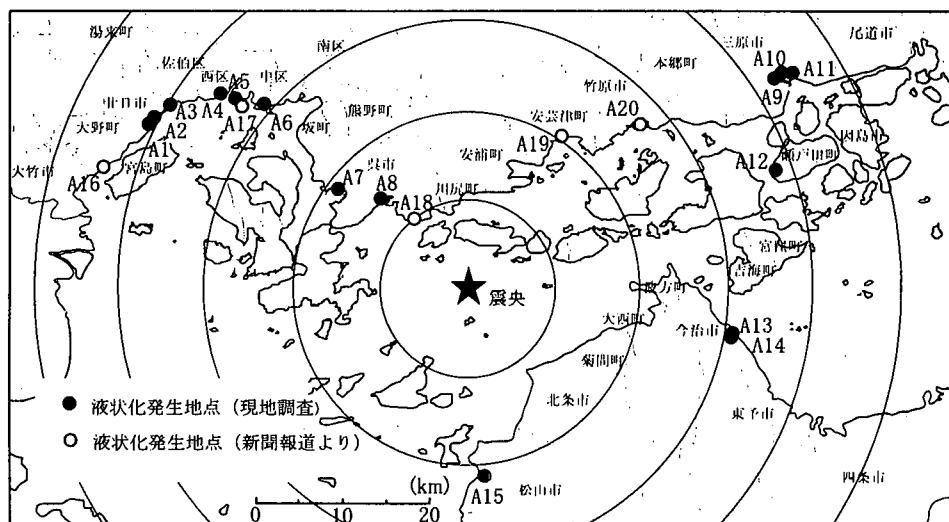 湯来町
南区
尾道市
三原市
佐伯区
西区
A5
中区
本郷町
A10
A11
廿日市
A3
A4
A17
A6
坂町
熊野町
竹原市
A9
大野町
A2
A1
安芸津町
A20
因島市
大竹市
A16
宮島町
呉市
安浦町
A19
A12
瀬戸田町
A7
A8
川尻町
A18
宮窪町
吉海町
震央
波方町
大西町
今治市
A13
A14
菊間町
北条市
東予市
● 液状化発生地点 (現地調査)
○ 液状化発生地点 (新聞報道より)
(km)
A15
松山市
四条市
0 10 20